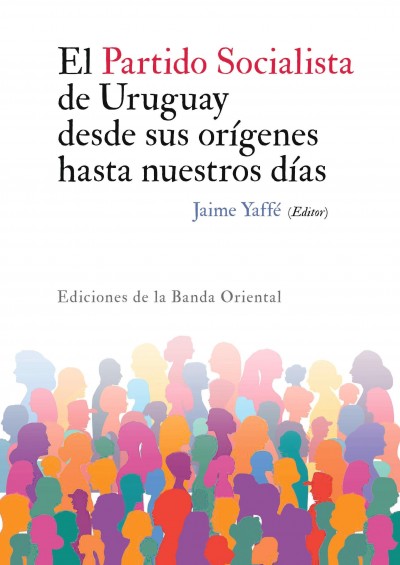 El Partido Socialista
de Uruguay
desde sus orígenes
hasta nuestros días
Jaime Yaffé (Editor)
Ediciones de la Banda Oriental